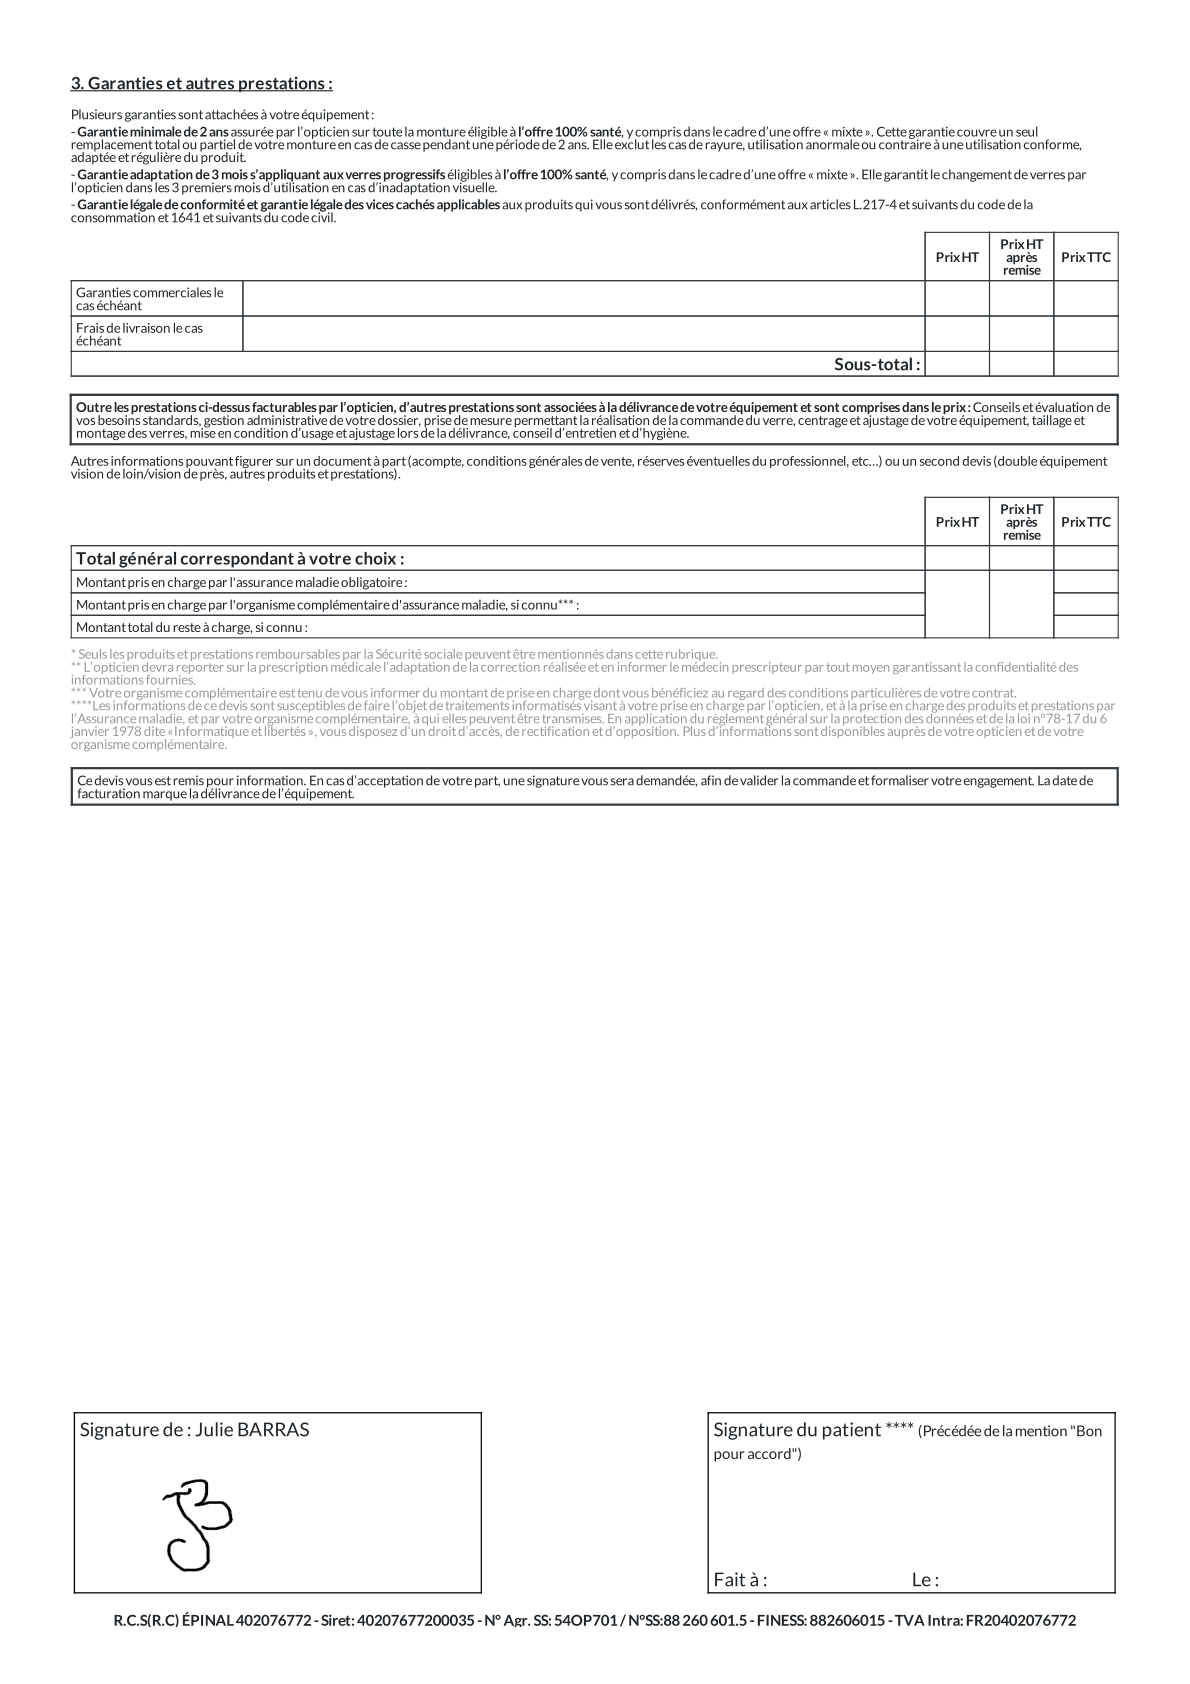 3. Garanties et autres prestations :
Plusieurs garanties sont attachées à votre équipement :
- Garantie minimale de 2 ans assurée par l’opticien sur toute la monture éligible à l’offre 100% santé, y compris dans le cadre d’une offre « mixte ». Cette garantie couvre un seul
remplacement total ou partiel de votre monture en cas de casse pendant une période de 2 ans. Elle exclut les cas de rayure, utilisation anormale ou contraire à une utilisation conforme,
adaptée et régulière du produit.
- Garantie adaptation de 3 mois s’appliquant aux verres progressifs éligibles à l’offre 100% santé, y compris dans le cadre d’une offre « mixte ». Elle garantit le changement de verres par
l’opticien dans les 3 premiers mois d’utilisation en cas d’inadaptation visuelle.
- Garantie légale de conformité et garantie légale des vices cachés applicables aux produits qui vous sont délivrés, conformément aux articles L.217-4 et suivants du code de la
consommation et 1641 et suivants du code civil.
Prix HT
Prix HT
après
remise
Prix TTC
Garanties commerciales le
cas échéant
Frais de livraison le cas
échéant
Sous-total :
Outre les prestations ci-dessus facturables par l’opticien, d’autres prestations sont associées à la délivrance de votre équipement et sont comprises dans le prix : Conseils et évaluation de
vos besoins standards, gestion administrative de votre dossier, prise de mesure permettant la réalisation de la commande du verre, centrage et ajustage de votre équipement, taillage et
montage des verres, mise en condition d’usage et ajustage lors de la délivrance, conseil d’entretien et d’hygiène.
Autres informations pouvant figurer sur un document à part (acompte, conditions générales de vente, réserves éventuelles du professionnel, etc…) ou un second devis (double équipement
vision de loin/vision de près, autres produits et prestations).
Prix HT
Prix HT
après
remise
Prix TTC
Total général correspondant à votre choix :
Montant pris en charge par l'assurance maladie obligatoire :
Montant pris en charge par l'organisme complémentaire d'assurance maladie, si connu*** :
Montant total du reste à charge, si connu :
* Seuls les produits et prestations remboursables par la Sécurité sociale peuvent être mentionnés dans cette rubrique.
** L’opticien devra reporter sur la prescription médicale l’adaptation de la correction réalisée et en informer le médecin prescripteur par tout moyen garantissant la confidentialité des
informations fournies.
*** Votre organisme complémentaire est tenu de vous informer du montant de prise en charge dont vous bénéficiez au regard des conditions particulières de votre contrat.
****Les informations de ce devis sont susceptibles de faire l’objet de traitements informatisés visant à votre prise en charge par l’opticien, et à la prise en charge des produits et prestations par
l’Assurance maladie, et par votre organisme complémentaire, à qui elles peuvent être transmises. En application du règlement général sur la protection des données et de la loi n°78-17 du 6
janvier 1978 dite «Informatique et libertés », vous disposez d’un droit d’accès, de rectification et d’opposition. Plus d’informations sont disponibles auprès de votre opticien et de votre
organisme complémentaire.
Ce devis vous est remis pour information. En cas d’acceptation de votre part, une signature vous sera demandée, afin de valider la commande et formaliser votre engagement. La date de
facturation marque la délivrance de l’équipement.
Signature de : Julie BARRAS
Signature du patient **** (Précédée de la mention "Bon
pour accord")
JB
Fait à : Le :
R.C.S(R.C) ÉPINAL 402076772 - Siret: 40207677200035 - N° Agr. SS: 54OP701 / N°SS:88 260 601.5 - FINESS: 882606015 - TVA Intra: FR20402076772